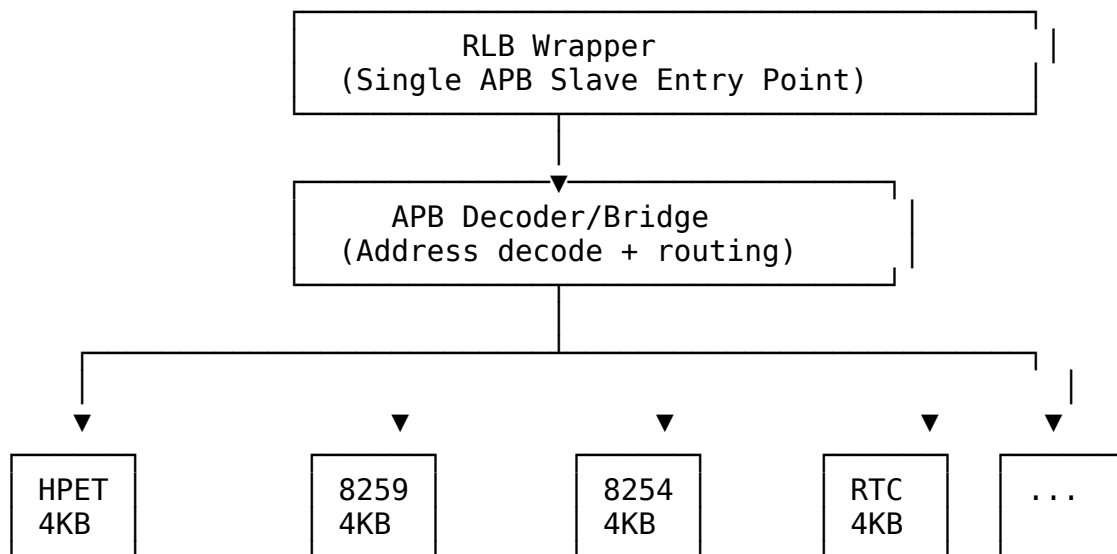 RLB Wrapper
(Single APB Slave Entry Point)
APB Decoder/Bridge
(Address decode + routing)
HPET 8259 8254 RTC ...
4KB 4KB 4KB 4KB